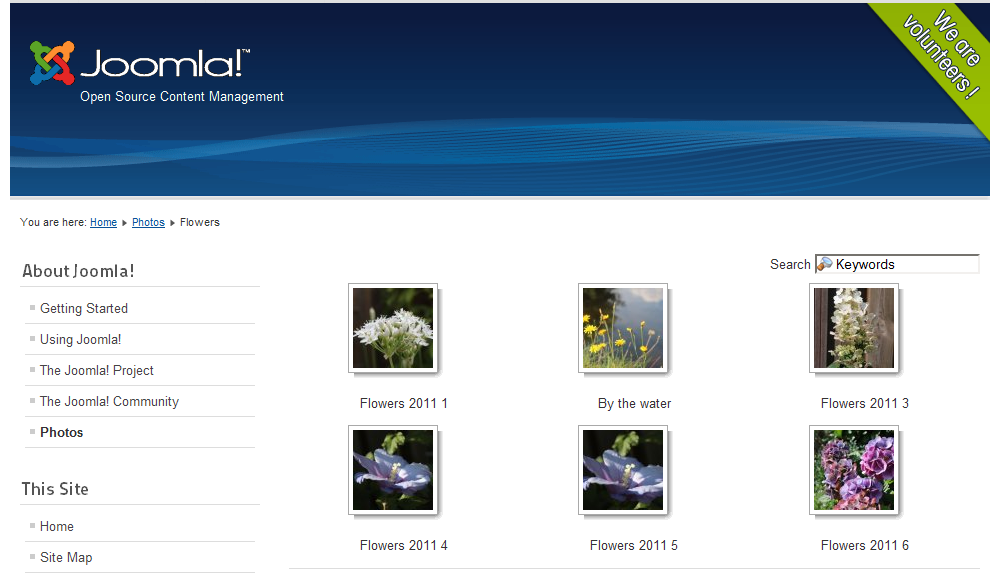 Joomla!™
Open Source Content Management
We are
volunteers !
You are here: Home Photos Flowers
About Joomla!
Getting Started
Using Joomla!
The Joomla! Project
The Joomla! Community
Photos
This Site
Home
Site Map
Search Keywords
Flowers 2011 1
By the water
Flowers 2011 3
Flowers 2011 4
Flowers 2011 5
Flowers 2011 6